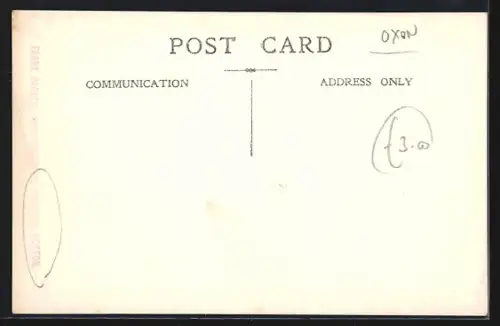 OXON
POST CARD
COMMUNICATION
ADDRESS ONLY
£3.00